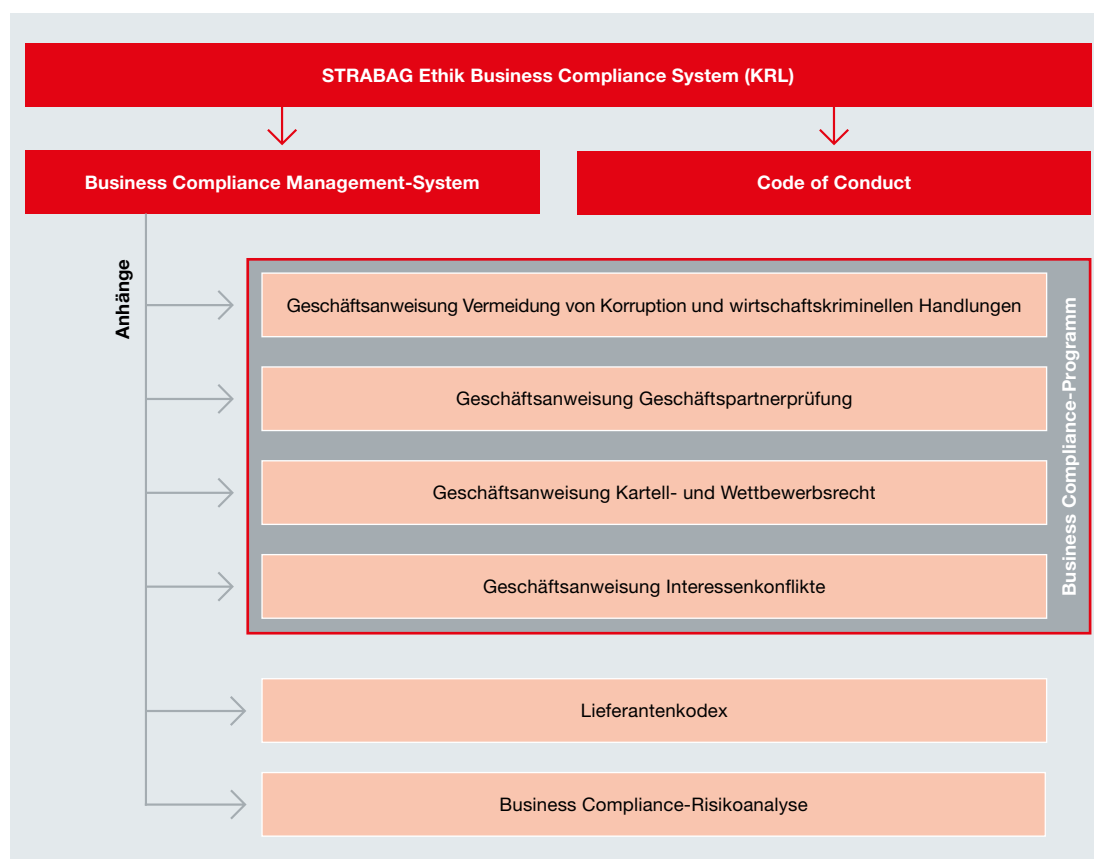 STRABAG Ethik Business Compliance System (KRL)
Business Compliance Management-System
Code of Conduct
Anhänge
Geschäftsanweisung Vermeidung von Korruption und wirtschaftskriminellen Handlungen
Geschäftsanweisung Geschäftspartnerprüfung
Geschäftsanweisung Kartell- und Wettbewerbsrecht
Geschäftsanweisung Interessenkonflikte
Business Compliance-Programm
Lieferantenkodex
Business Compliance-Risikoanalyse